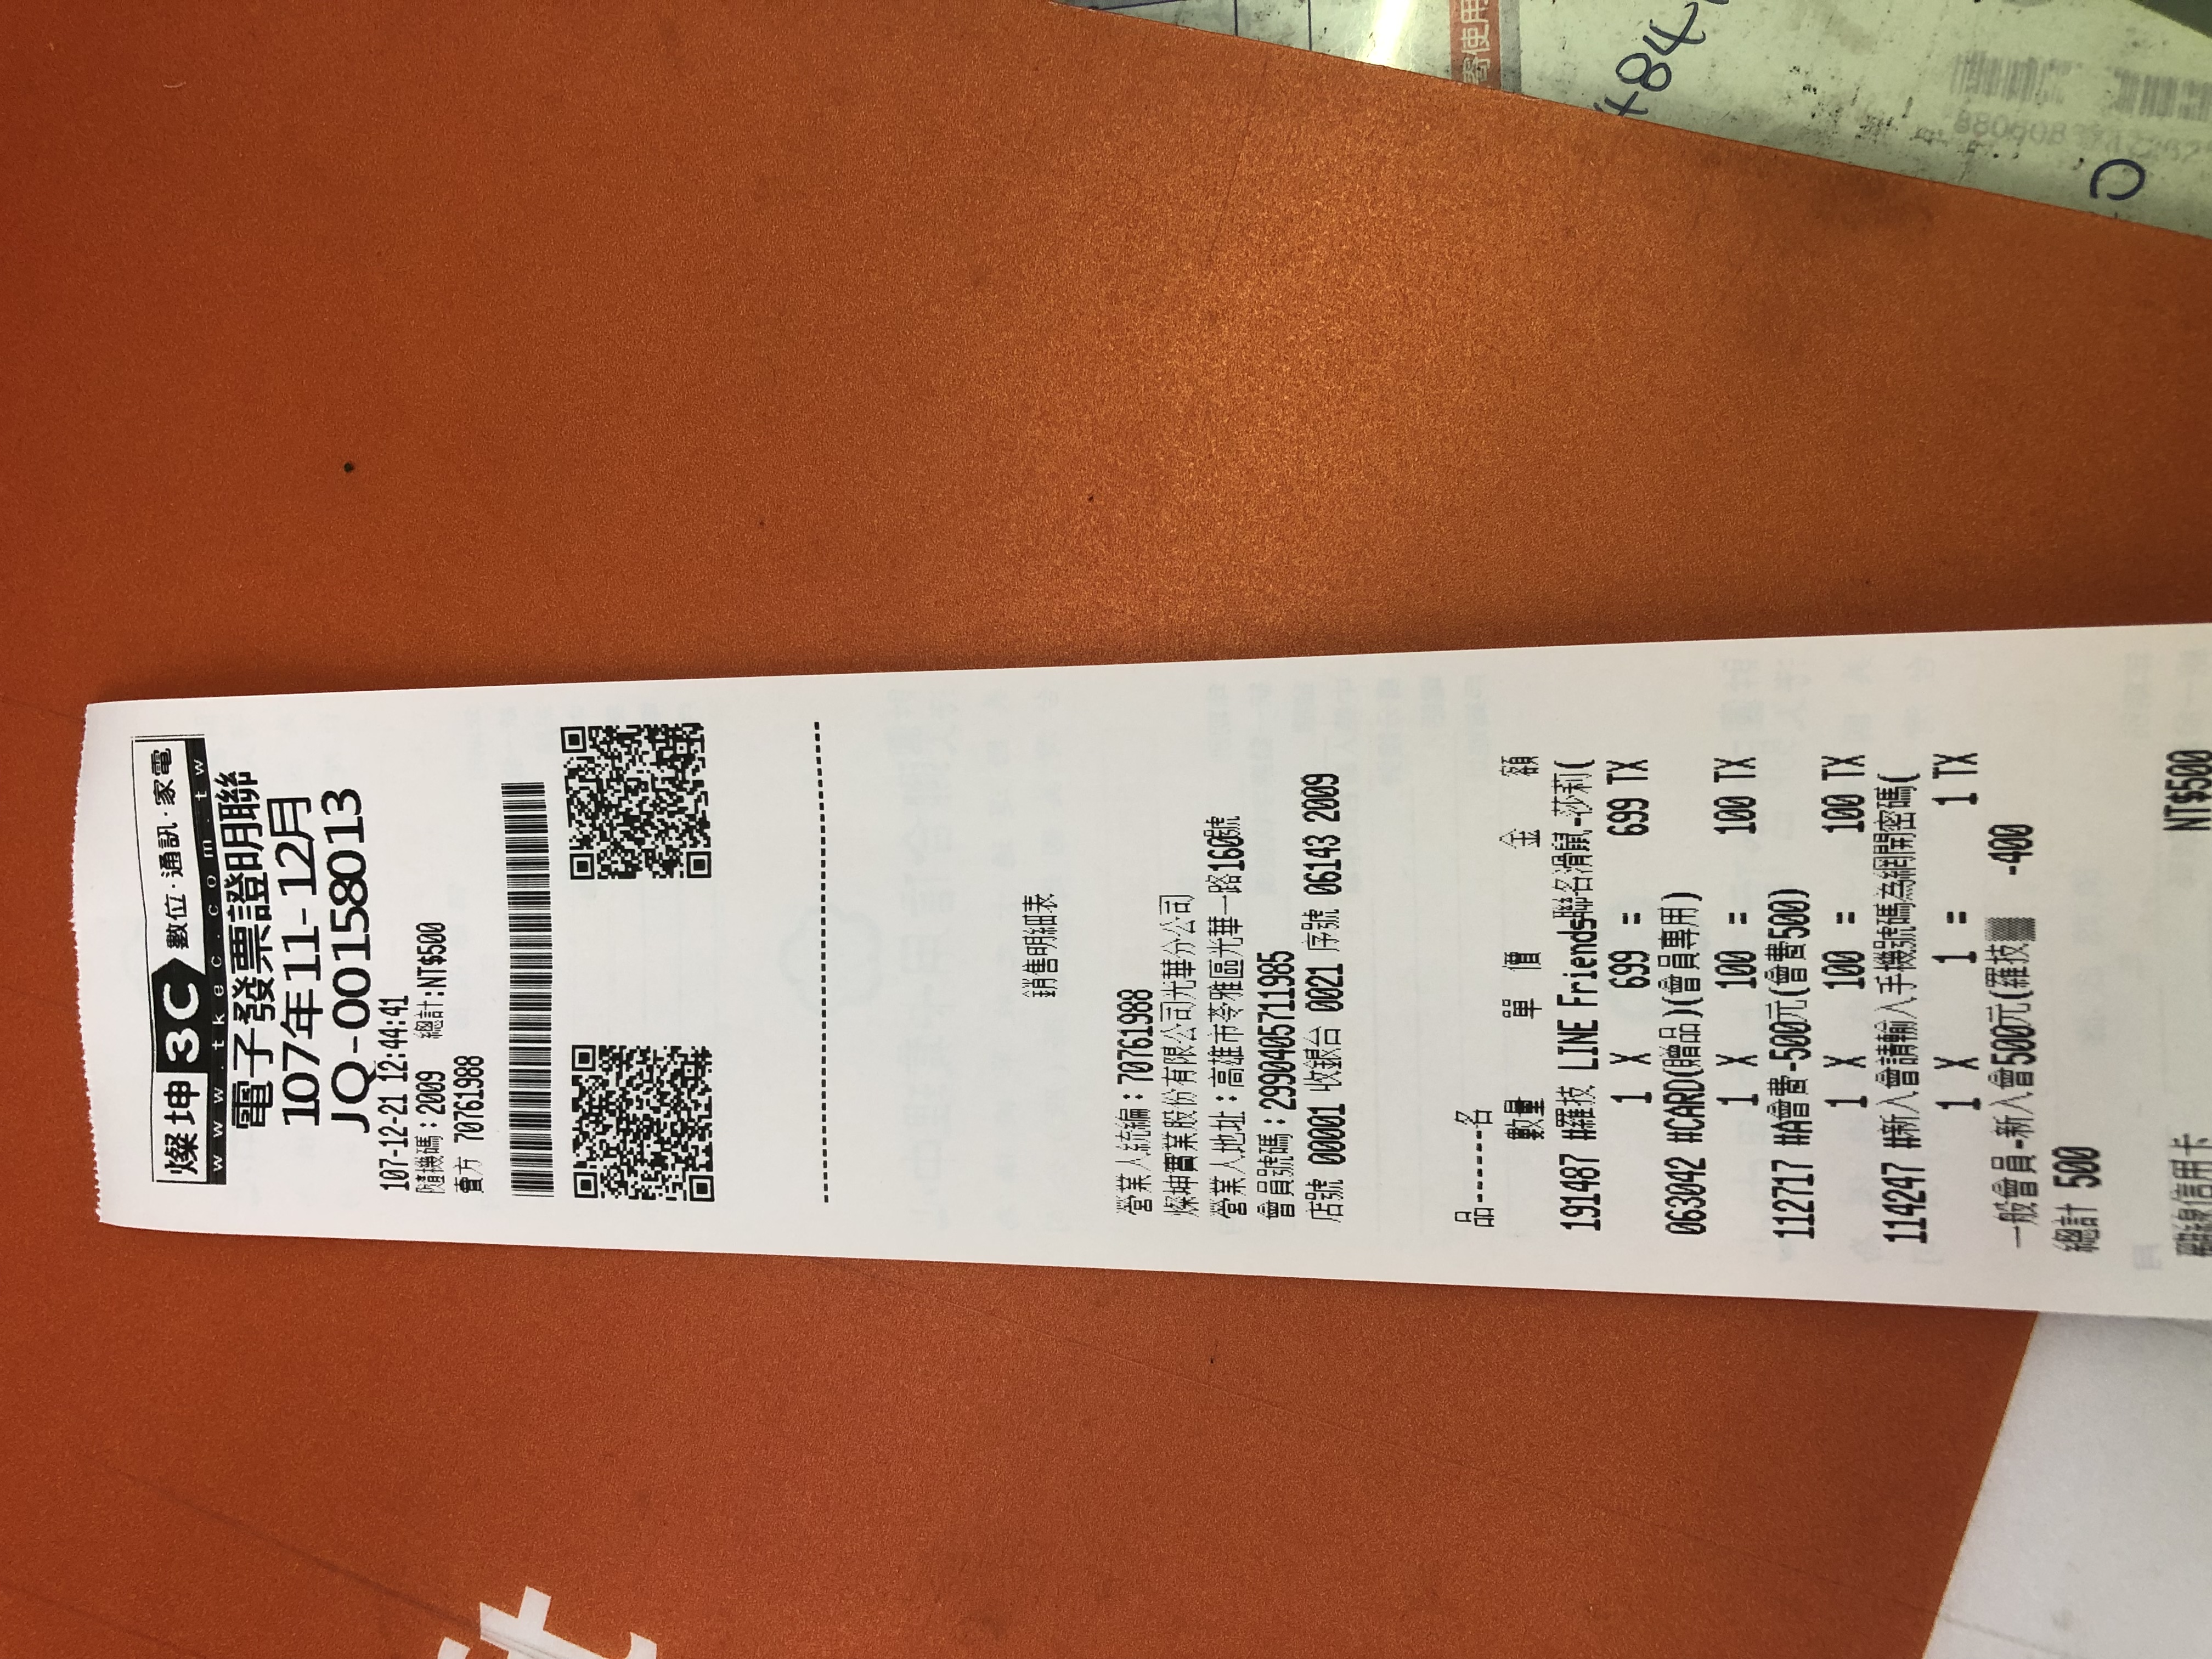 燦坤 3C 數位·通訊·家電
www.tkec.com.tw
電子發票證明聯
107年11-12月
JQ-00158013
107-12-21 12:44:41
隨機碼：2009 總計:NT$500
賣方 70761988
銷售明細表
營業人統編：70761988
燦坤實業股份有限公司光華分公司
營業人地址：高雄市苓雅區光華一路160號
會員號碼：2990405711985
店號 00001 收銀台 0021 序號 06143 2009
品------名
數量 單 價 金 額
191487 #羅技 LINE Friends聯名滑鼠-莎莉(
1 X 699 = 699 TX
063042 #CARD(贈品)(會員專用)
1 X 100 = 100 TX
112717 #A會費-500元(會費500)
1 X 100 = 100 TX
114247 #新入會請輸入手機號碼為網開密碼(
1 X 1 = 1 TX
一般會員-新入會500元(羅技 -400
總計 500
聯線信用卡 NT$500
寄使用
484